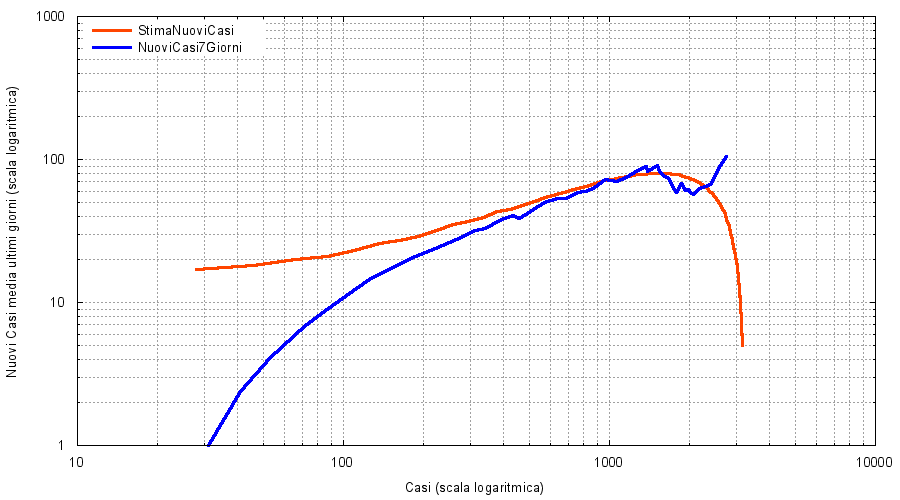 1000
StimaNuoviCasi
NuoviCasi7Giorni
100
10
1
Nuovi Casi media ultimi giorni (scala logaritmica)
10
100
1000
10000
Casi (scala logaritmica)